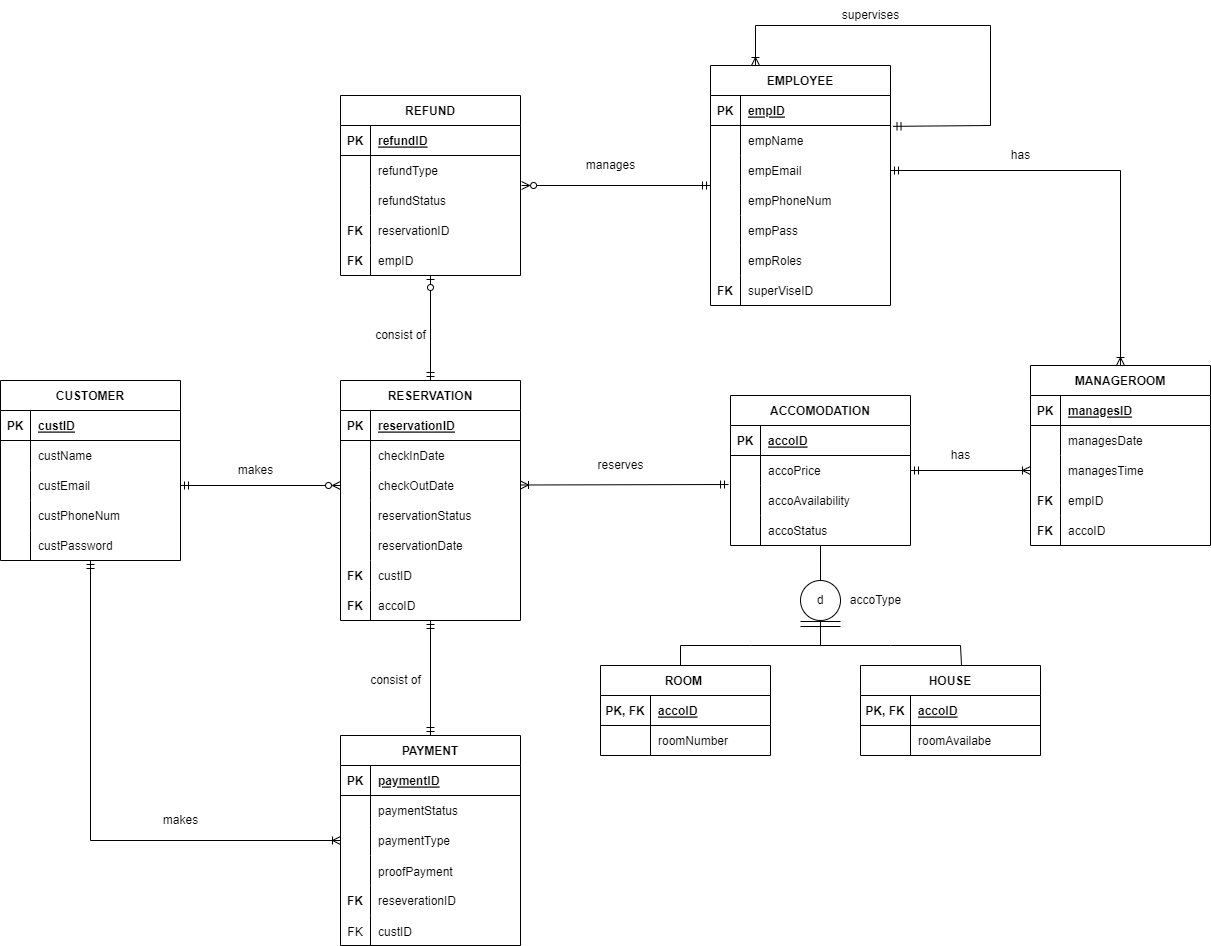 supervises
EMPLOYEE
PK empID
empName
empEmail
empPhoneNum
empPass
empRoles
FK superViseID
REFUND
PK refundID
refundType
refundStatus
FK reservationID
FK empID
manages
has
consist of
CUSTOMER
PK custID
custName
custEmail
custPhoneNum
custPassword
makes
RESERVATION
PK reservationID
checkInDate
checkOutDate
reservationStatus
reservationDate
FK custID
FK accoID
reserves
ACCOMODATION
PK accoID
accoPrice
accoAvailability
accoStatus
has
MANAGEROOM
PK managesID
managesDate
managesTime
FK empID
FK accoID
d accoType
consist of
ROOM
PK, FK accoID
roomNumber
HOUSE
PK, FK accoID
roomAvailabe
makes
PAYMENT
PK paymentID
paymentStatus
paymentType
proofPayment
FK reseverationID
FK custID